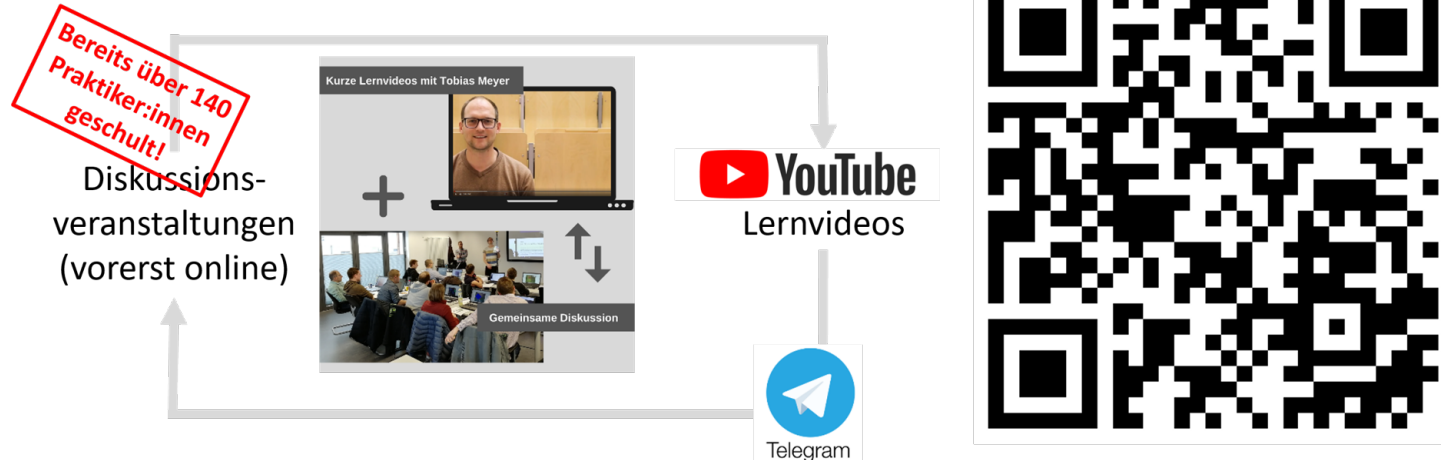 Bereits über 140
Praktiker:innen
geschult!
Diskussions-
veranstaltungen
(vorerst online)
Kurze Lernvideos mit Tobias Meyer
Gemeinsame Diskussion
YouTube
Lernvideos
Telegram